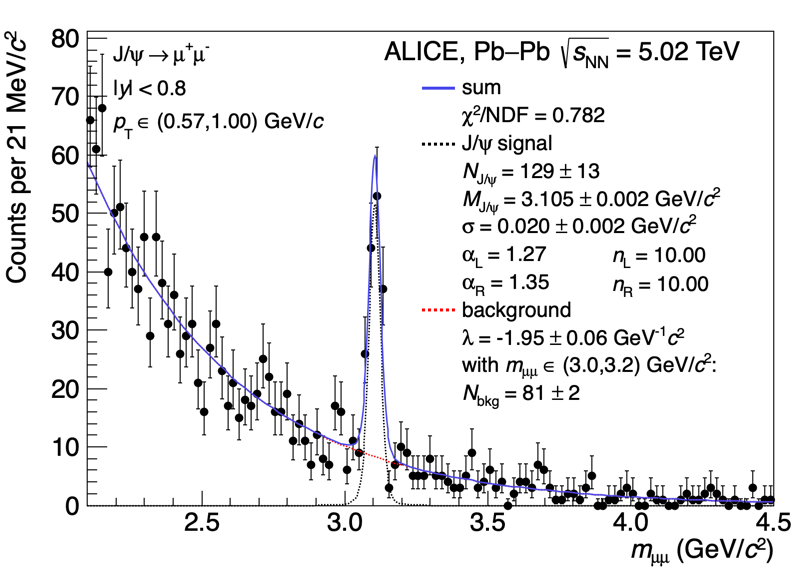 80
70
60
50
40
30
20
10
0
Counts per 21 MeV/c²
J/ψ → μ⁺μ⁻
|y| < 0.8
p_T ∈ (0.57,1.00) GeV/c
ALICE, Pb–Pb √s_NN = 5.02 TeV
sum
χ²/NDF = 0.782
J/ψ signal
N_J/ψ = 129 ± 13
M_J/ψ = 3.105 ± 0.002 GeV/c²
σ = 0.020 ± 0.002 GeV/c²
α_L = 1.27 n_L = 10.00
α_R = 1.35 n_R = 10.00
background
λ = -1.95 ± 0.06 GeV⁻¹c²
with m_μμ ∈ (3.0,3.2) GeV/c²:
N_bkg = 81 ± 2
2.5 3.0 3.5 4.0 4.5
m_μμ (GeV/c²)